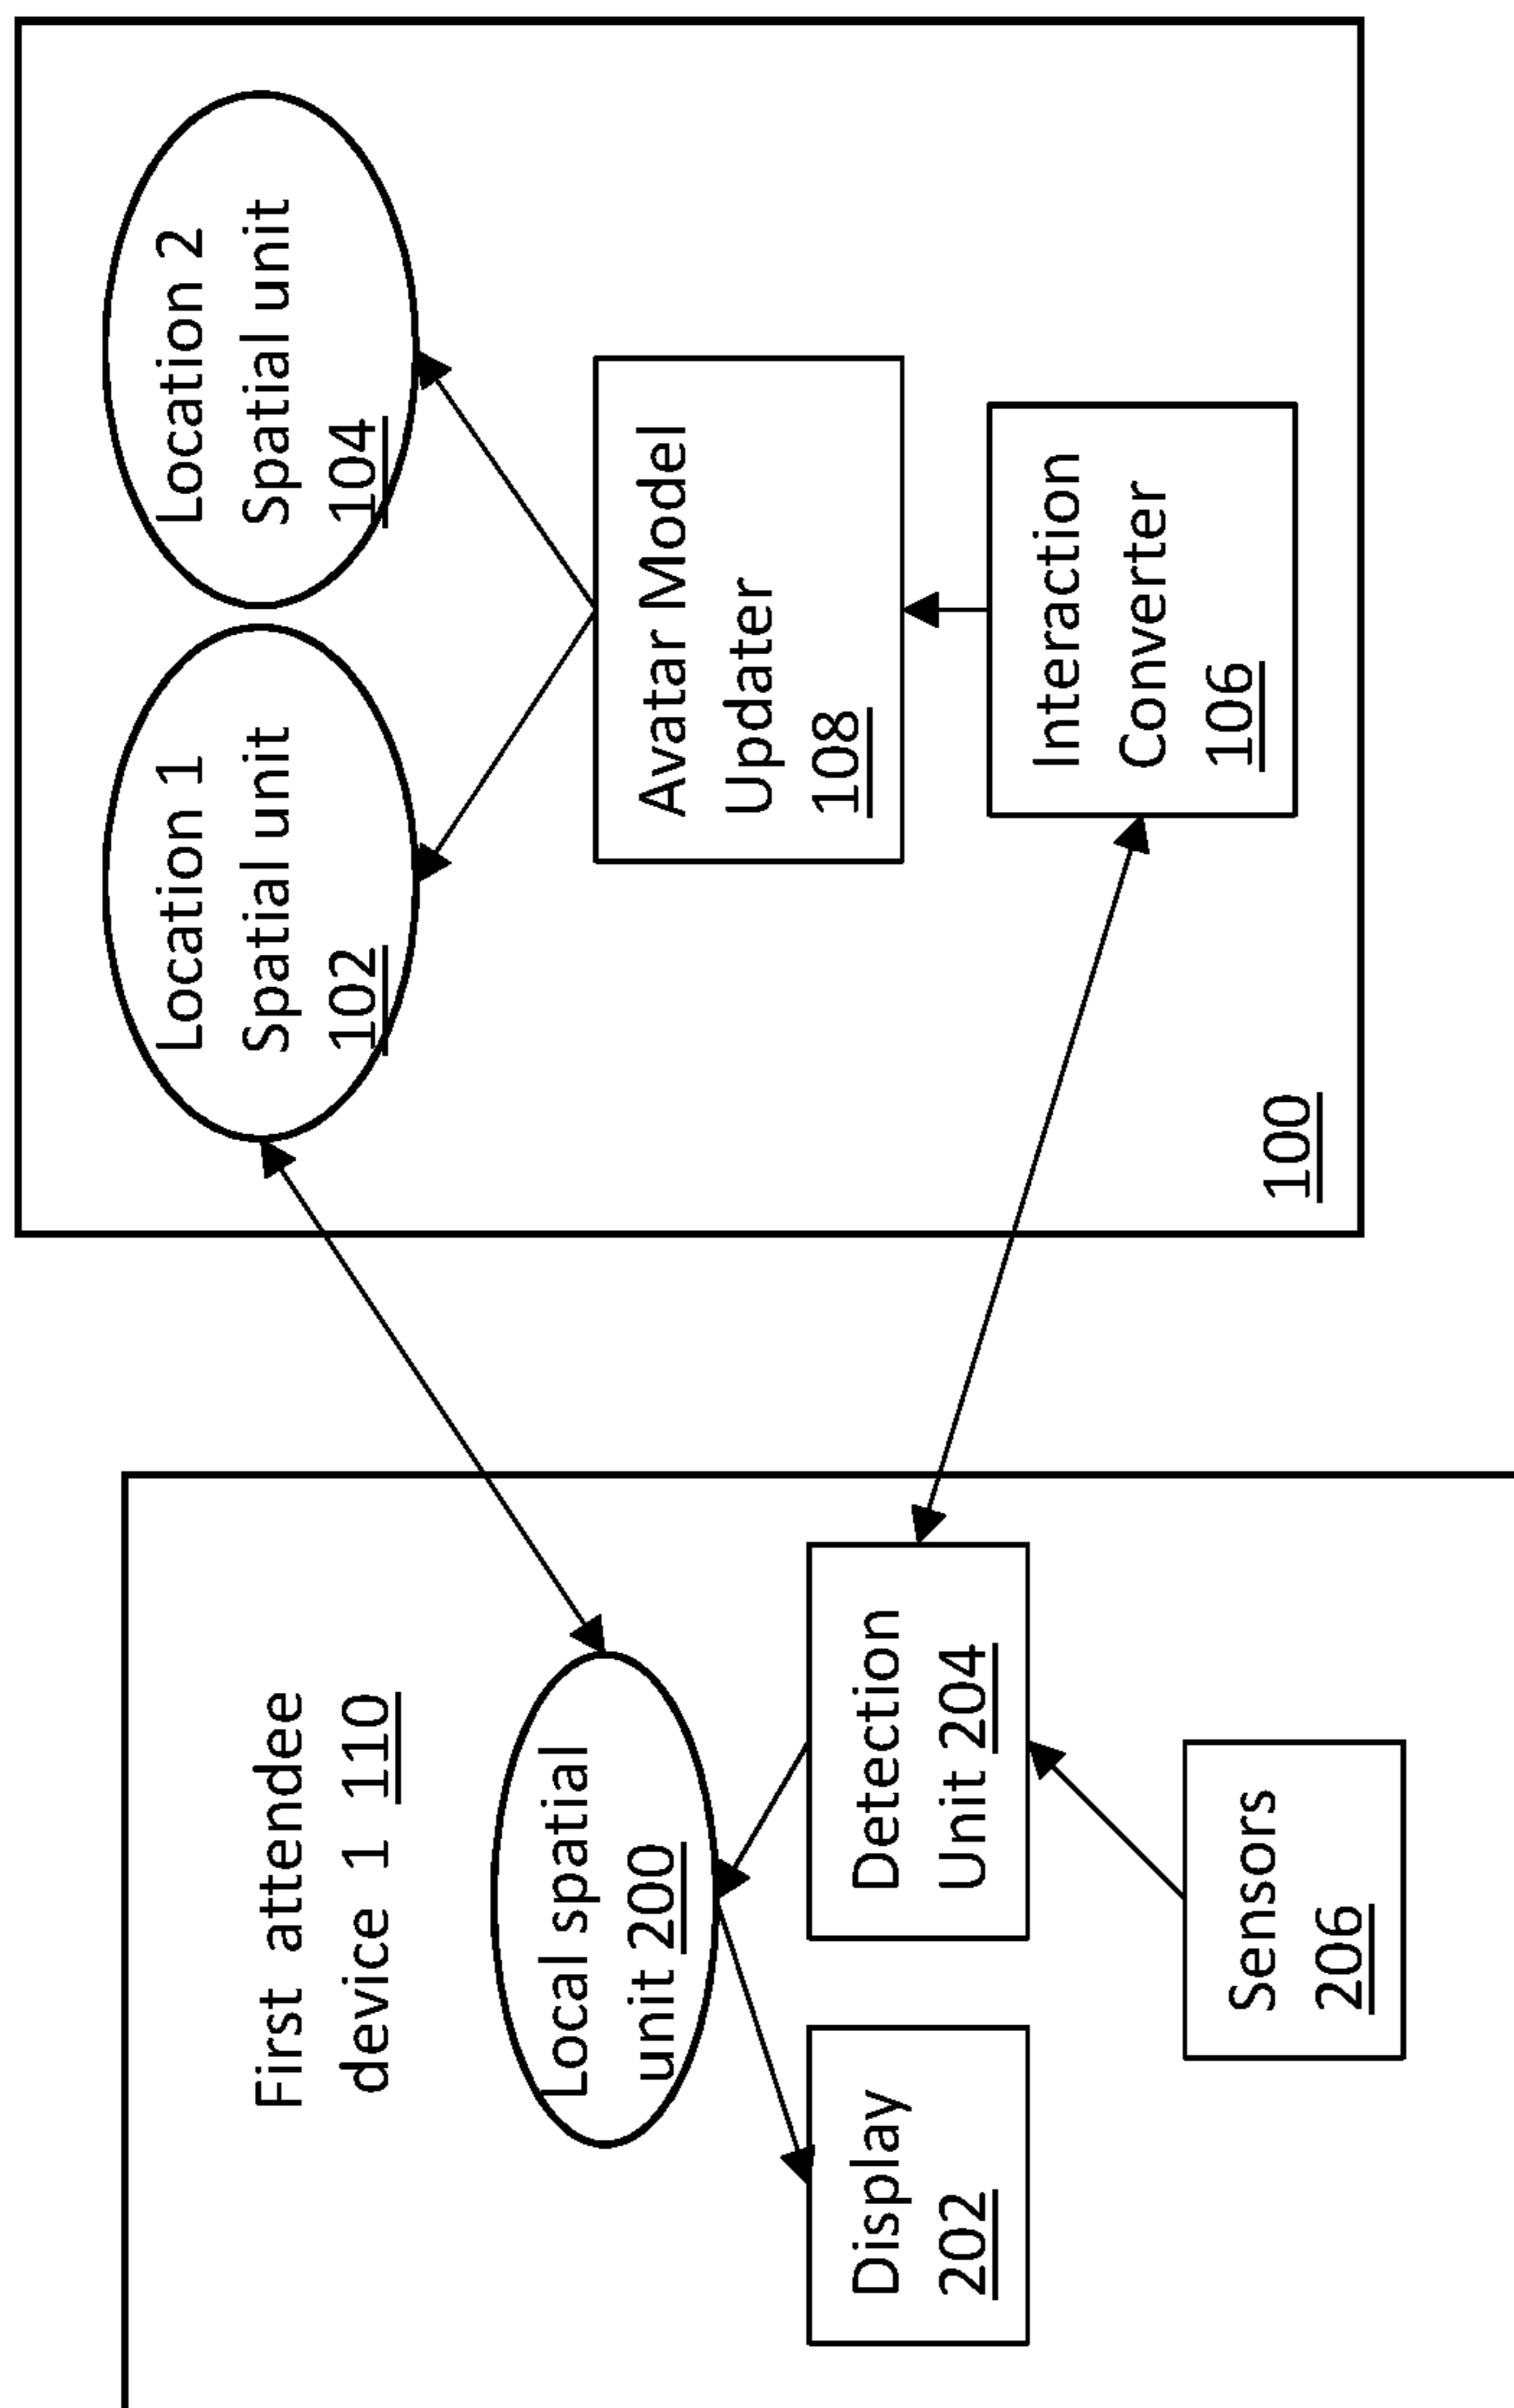 First attendee
device 1 110
Local spatial
unit 200
Display
202
Detection
Unit 204
Sensors
206
Location 1
Spatial unit
102
Location 2
Spatial unit
104
Avatar Model
Updater
108
Interaction
Converter
106
100